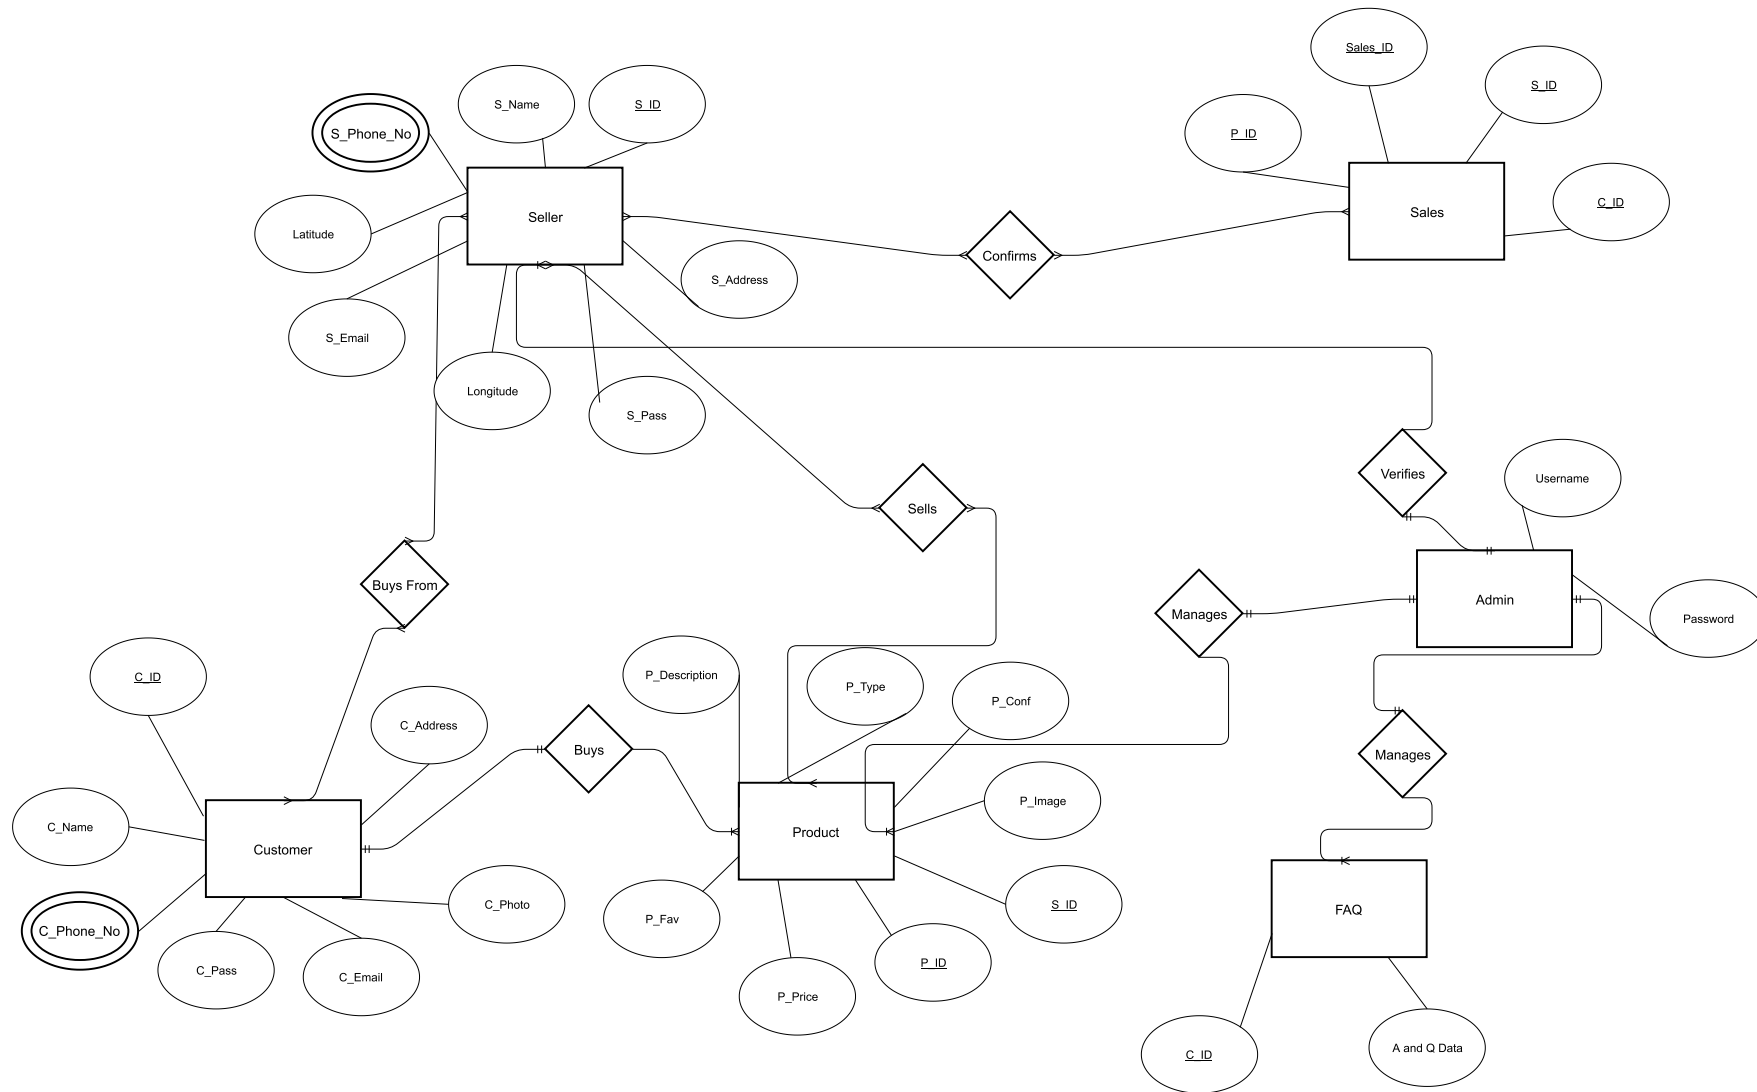 Sales_ID
S_Name
S_ID
S_ID
S_Phone_No
P_ID
C_ID
Seller
Sales
Latitude
Confirms
S_Address
S_Email
Longitude
S_Pass
Verifies
Username
Sells
Buys From
Manages
Admin
Password
C_ID
P_Description
P_Type
P_Conf
C_Address
Buys
Manages
P_Image
C_Name
Product
Customer
C_Photo
S_ID
FAQ
P_Fav
C_Phone_No
P_ID
C_Pass
C_Email
P_Price
C_ID
A and Q Data